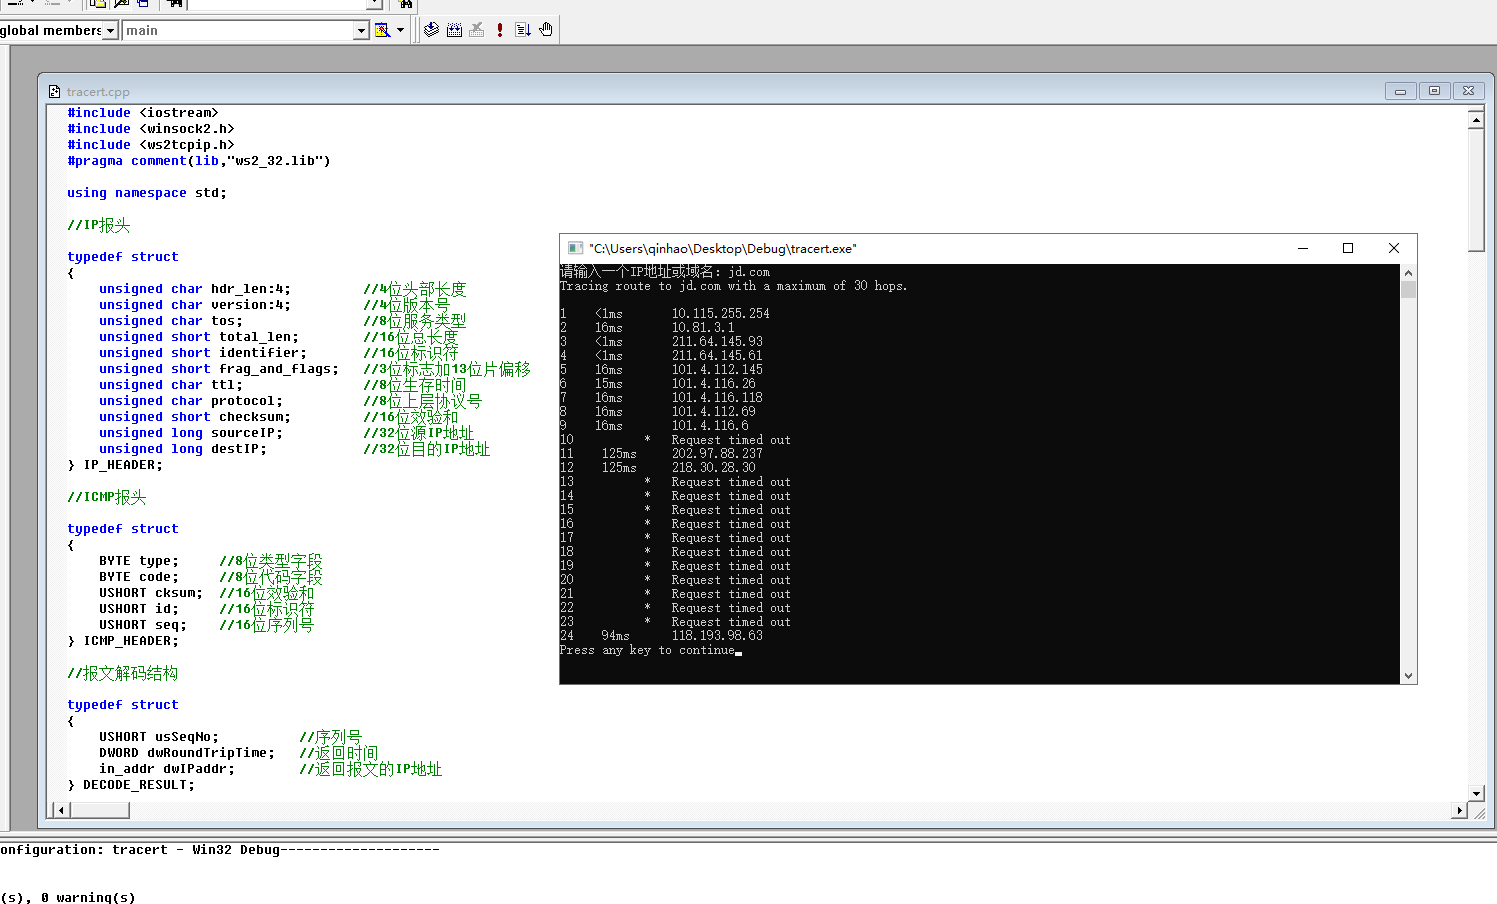 global members
main
tracert.cpp
#include <iostream>
#include <winsock2.h>
#include <ws2tcpip.h>
#pragma comment(lib,"ws2_32.lib")
using namespace std;
//IP报头
typedef struct
{
unsigned char hdr_len:4; //4位头部长度
unsigned char version:4; //4位版本号
unsigned char tos; //8位服务类型
unsigned short total_len; //16位总长度
unsigned short identifier; //16位标识符
unsigned short frag_and_flags; //3位标志加13位片偏移
unsigned char ttl; //8位生存时间
unsigned char protocol; //8位上层协议号
unsigned short checksum; //16位效验和
unsigned long sourceIP; //32位源IP地址
unsigned long destIP; //32位目的IP地址
} IP_HEADER;
//ICMP报头
typedef struct
{
BYTE type; //8位类型字段
BYTE code; //8位代码字段
USHORT cksum; //16位效验和
USHORT id; //16位标识符
USHORT seq; //16位序列号
} ICMP_HEADER;
//报文解码结构
typedef struct
{
USHORT usSeqNo; //序列号
DWORD dwRoundTripTime; //返回时间
in_addr dwIPaddr; //返回报文的IP地址
} DECODE_RESULT;
"C:\Users\qinhao\Desktop\Debug\tracert.exe"
请输入一个IP地址或域名: jd.com
Tracing route to jd.com with a maximum of 30 hops.
1 <1ms 10.115.255.254
2 16ms 10.81.3.1
3 <1ms 211.64.145.93
4 <1ms 211.64.145.61
5 16ms 101.4.112.145
6 15ms 101.4.116.26
7 16ms 101.4.116.118
8 16ms 101.4.112.69
9 16ms 101.4.116.6
10 * Request timed out
11 125ms 202.97.88.237
12 125ms 218.30.28.30
13 * Request timed out
14 * Request timed out
15 * Request timed out
16 * Request timed out
17 * Request timed out
18 * Request timed out
19 * Request timed out
20 * Request timed out
21 * Request timed out
22 * Request timed out
23 * Request timed out
24 94ms 118.193.98.63
Press any key to continue
onfiguration: tracert - Win32 Debug--------------------
(s), 0 warning(s)